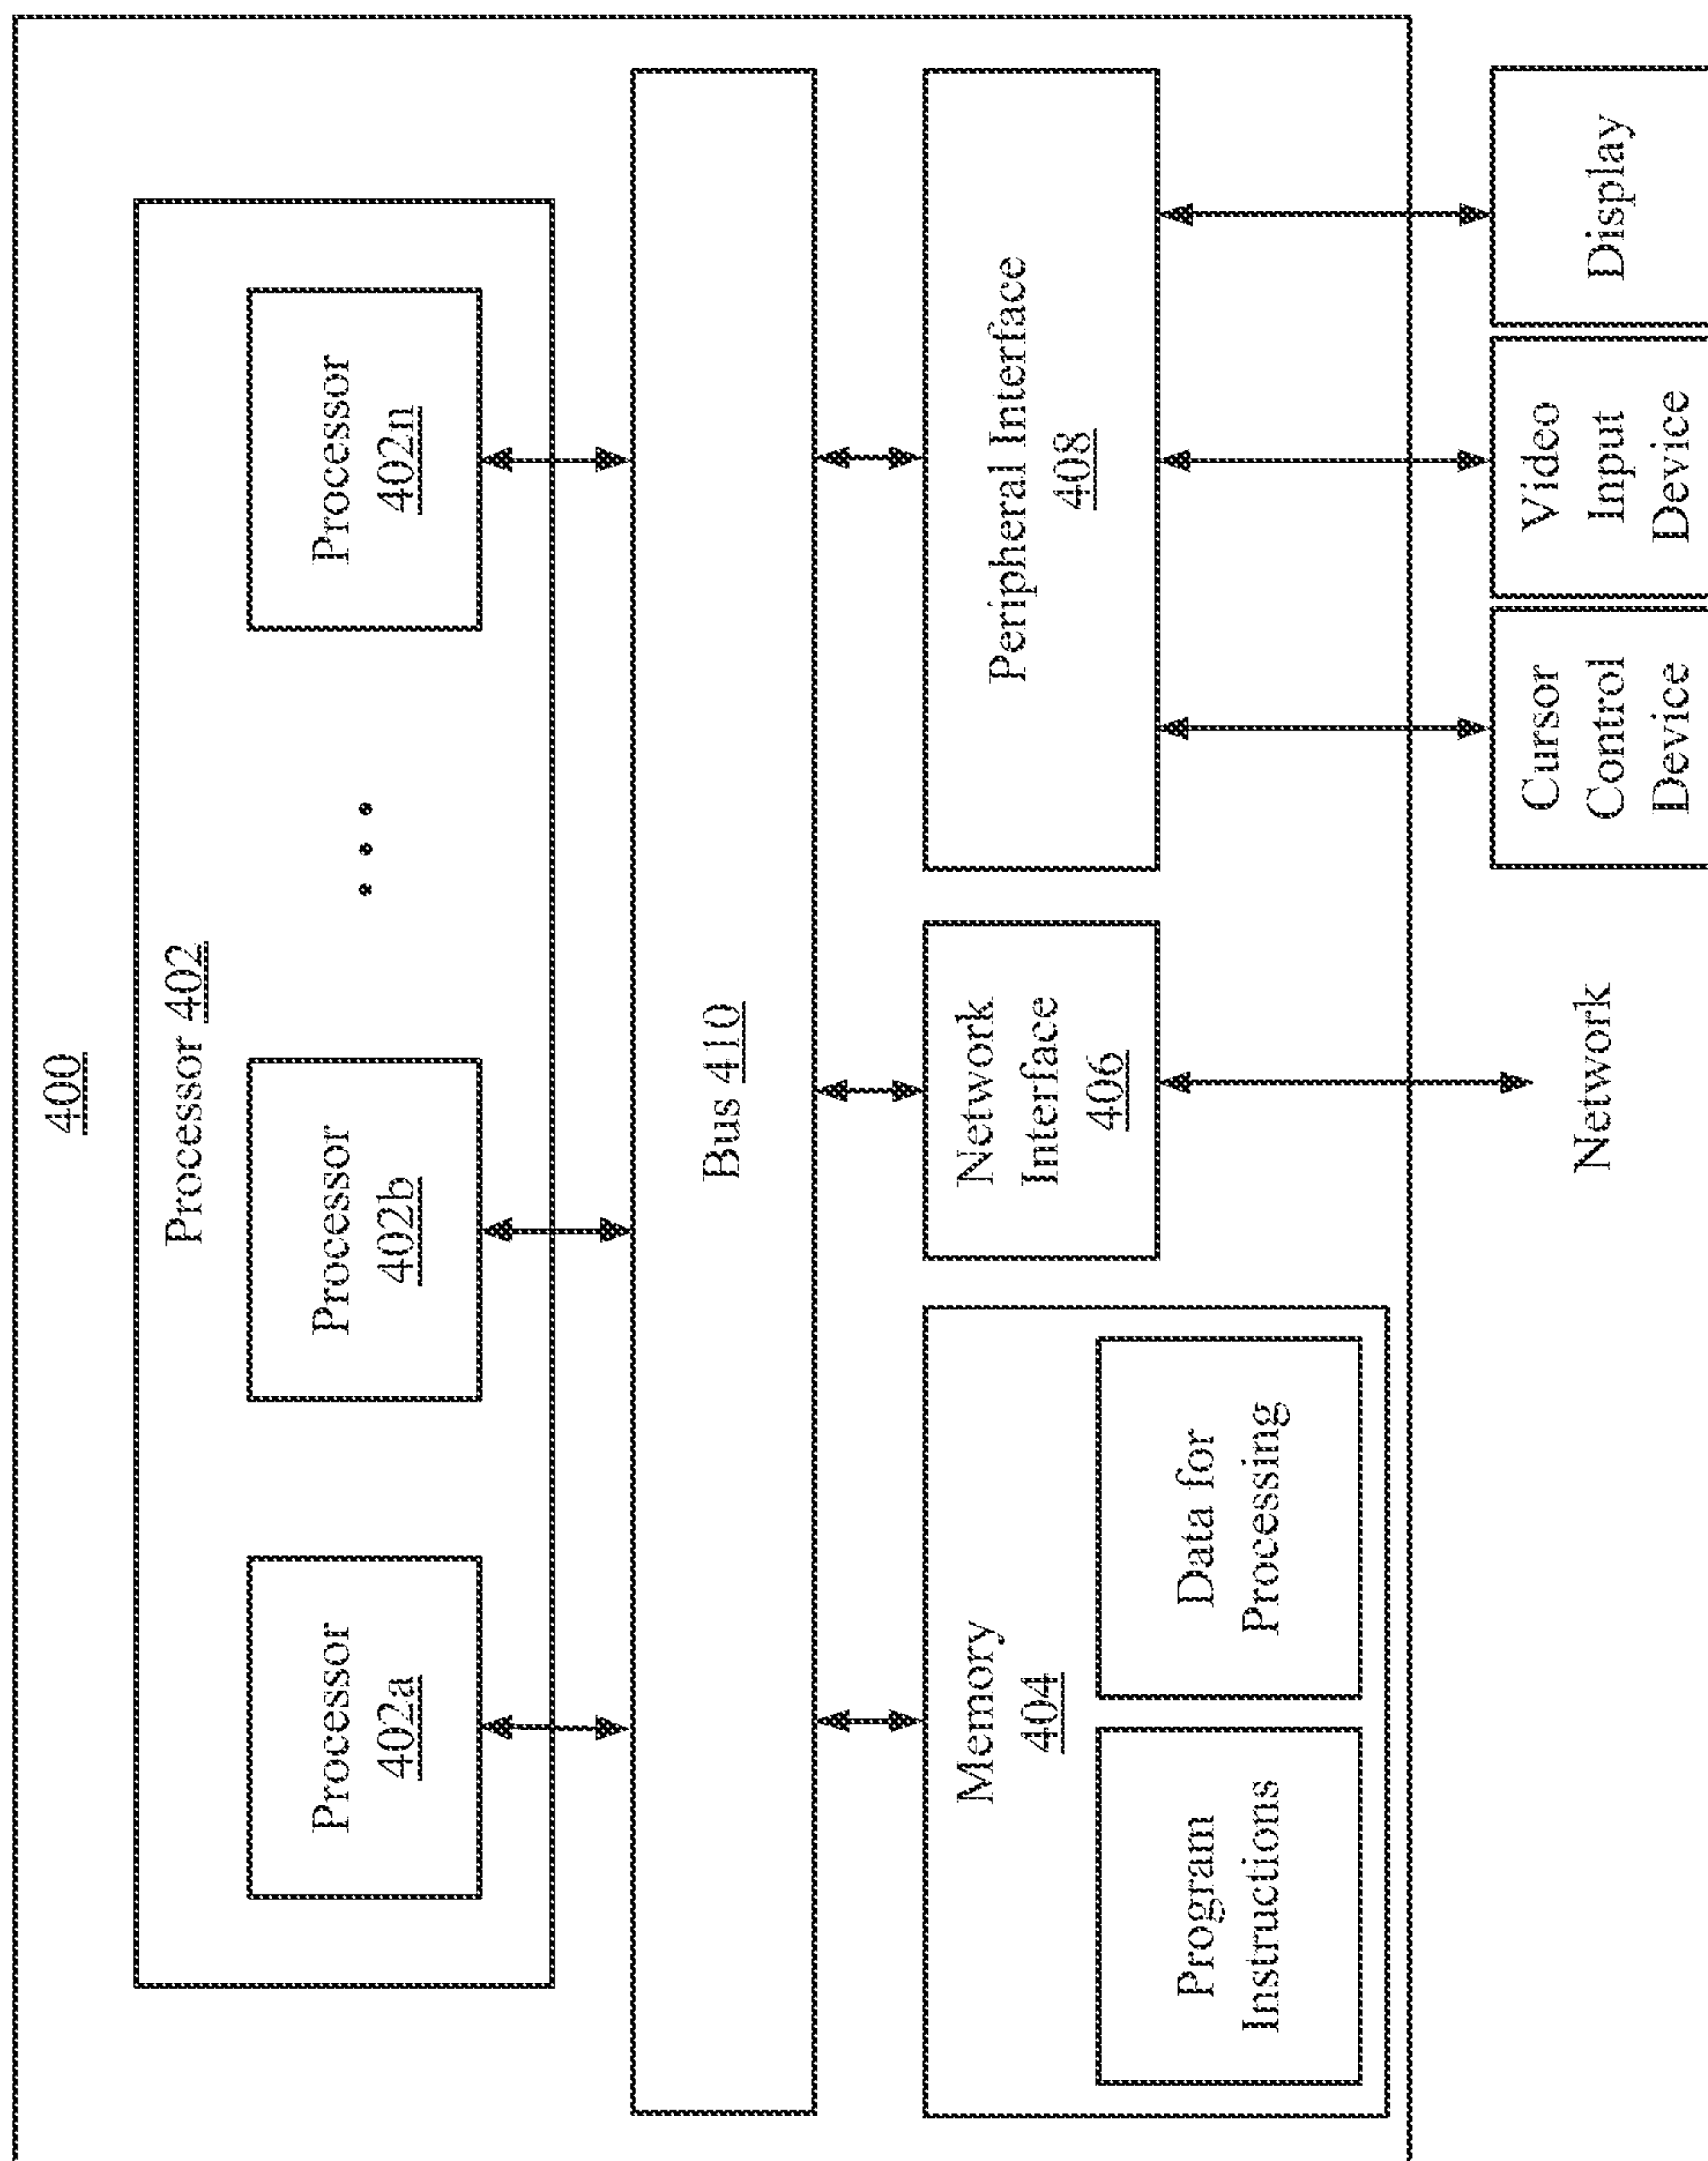 400
Processor 402
Processor
402a
Processor
402b
Processor
402n
Bus 410
Memory
404
Program
Instructions
Data for
Processing
Network
Interface
406
Peripheral Interface
408
Network
Cursor
Control
Device
Video
Input
Device
Display